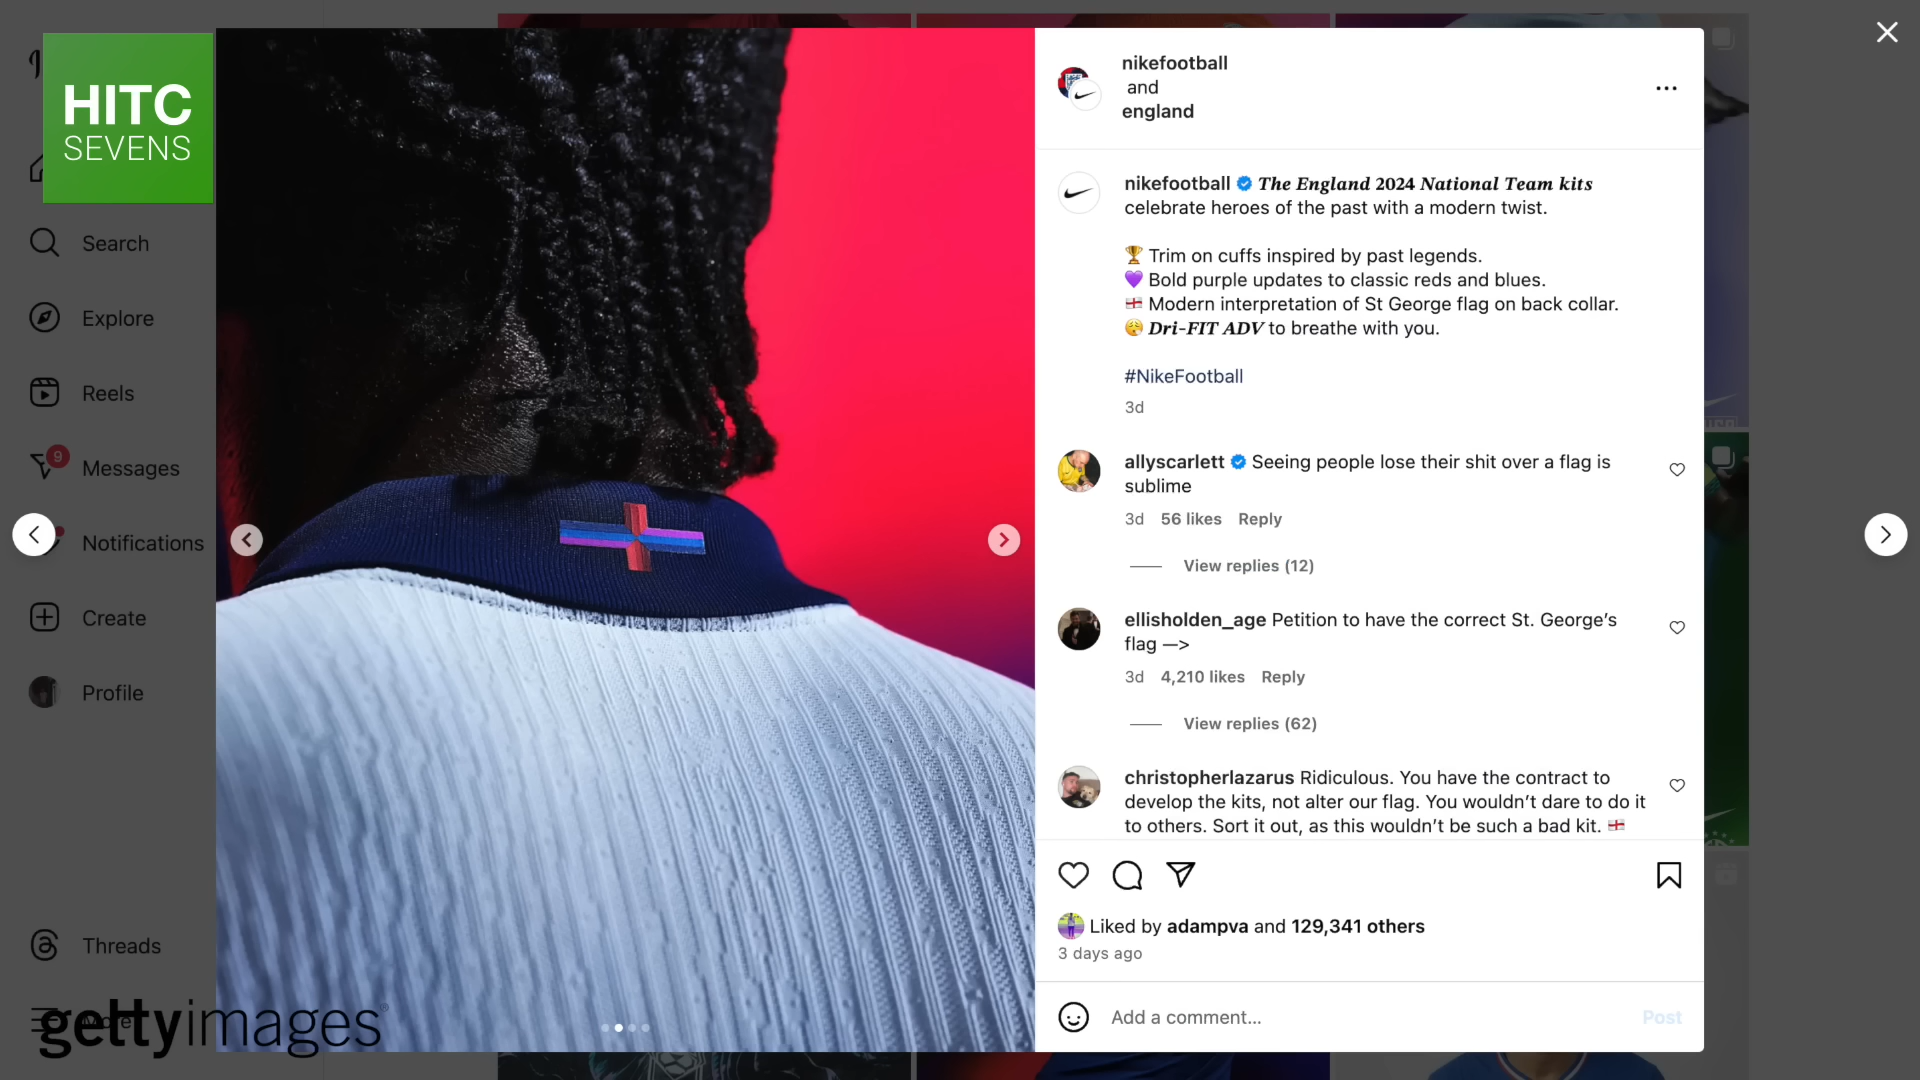 HITC
SEVENS
Search
Explore
Reels
9
Messages
Notifications
Create
Profile
Threads
More
gettyimages
nikefootball
and
england
nikefootball The England 2024 National Team kits
celebrate heroes of the past with a modern twist.
🏆 Trim on cuffs inspired by past legends.
💜 Bold purple updates to classic reds and blues.
🏴󠁧󠁢󠁥󠁮󠁧󠁿 Modern interpretation of St George flag on back collar.
😮‍💨 Dri-FIT ADV to breathe with you.
#NikeFootball
3d
allyscarlett Seeing people lose their shit over a flag is
sublime
3d 56 likes Reply
View replies (12)
ellisholden_age Petition to have the correct St. George’s
flag —>
3d 4,210 likes Reply
View replies (62)
christopherlazarus Ridiculous. You have the contract to
develop the kits, not alter our flag. You wouldn’t dare to do it
to others. Sort it out, as this wouldn’t be such a bad kit. 🏴󠁧󠁢󠁥󠁮󠁧󠁿
Liked by adampva and 129,341 others
3 days ago
Add a comment...
Post